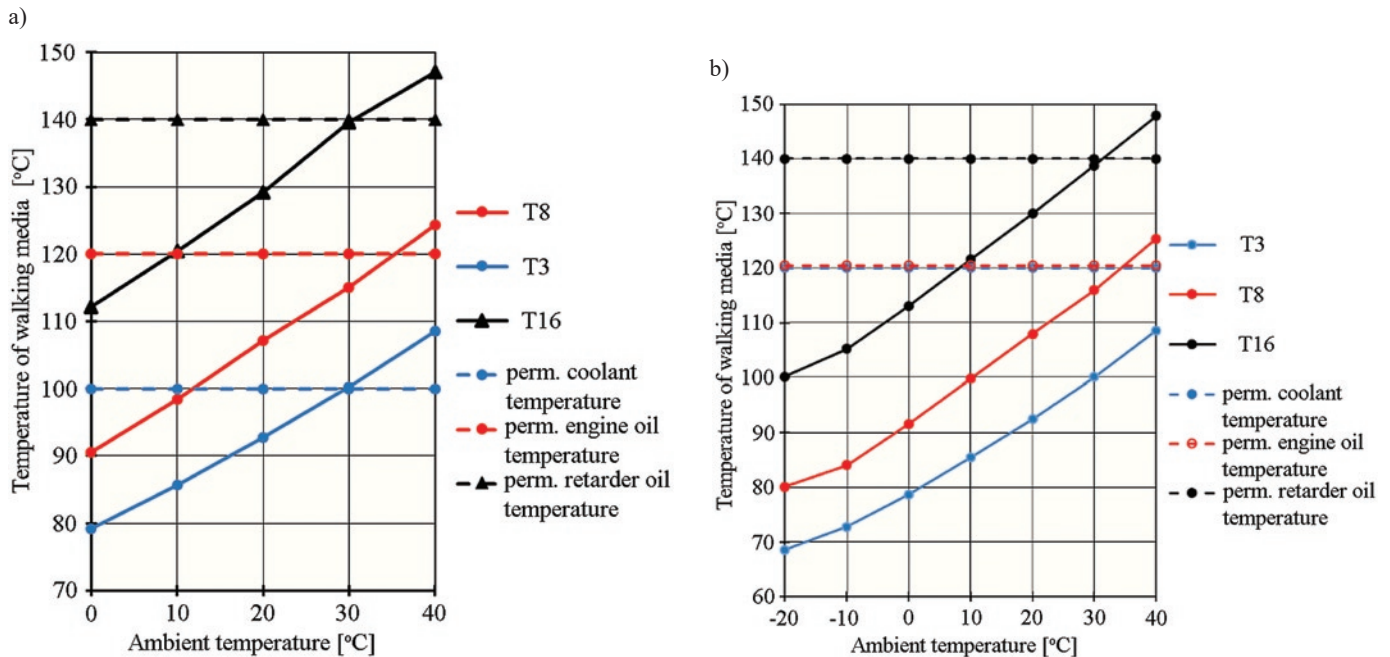 a)
150
140
130
120
110
100
90
80
70
0 10 20 30 40
Temperature of walking media [°C]
Ambient temperature [°C]
T8
T3
T16
perm. coolant
temperature
perm. engine oil
temperature
perm. retarder oil
temperature
b)
150
140
130
120
110
100
90
80
70
60
-20 -10 0 10 20 30 40
Temperature of walking media [°C]
Ambient temperature [°C]
T3
T8
T16
perm. coolant
temperature
perm. engine oil
temperature
perm. retarder oil
temperature